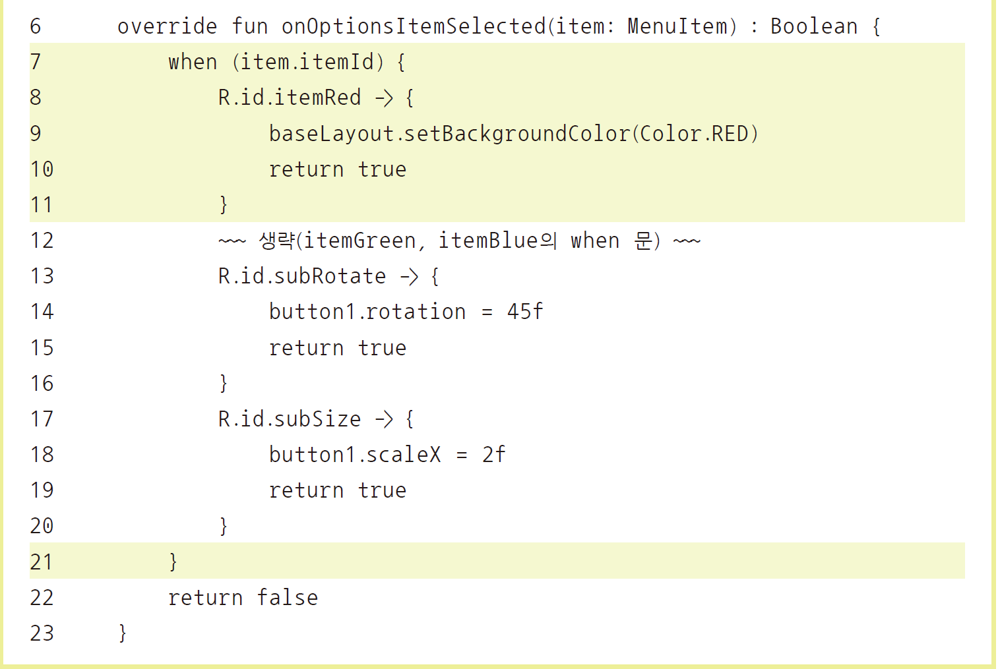 6 override fun onOptionsItemSelected(item: MenuItem) : Boolean {
7 when (item.itemId) {
8 R.id.itemRed -> {
9 baseLayout.setBackgroundColor(Color.RED)
10 return true
11 }
12 ~~~ 생략(itemGreen, itemBlue의 when 문) ~~~
13 R.id.subRotate -> {
14 button1.rotation = 45f
15 return true
16 }
17 R.id.subSize -> {
18 button1.scaleX = 2f
19 return true
20 }
21 }
22 return false
23 }